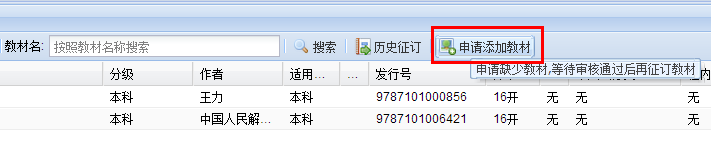 教材名: 按照教材名称搜索 搜索 历史征订 申请添加教材
申请缺少教材,等待审核通过后再征订教材
分级 作者 适用... ... 发行号
本科 王力 本科 9787101000856 16开 无 无 无
本科 中国人民解... 本科 9787101006421 16开 无 无 无